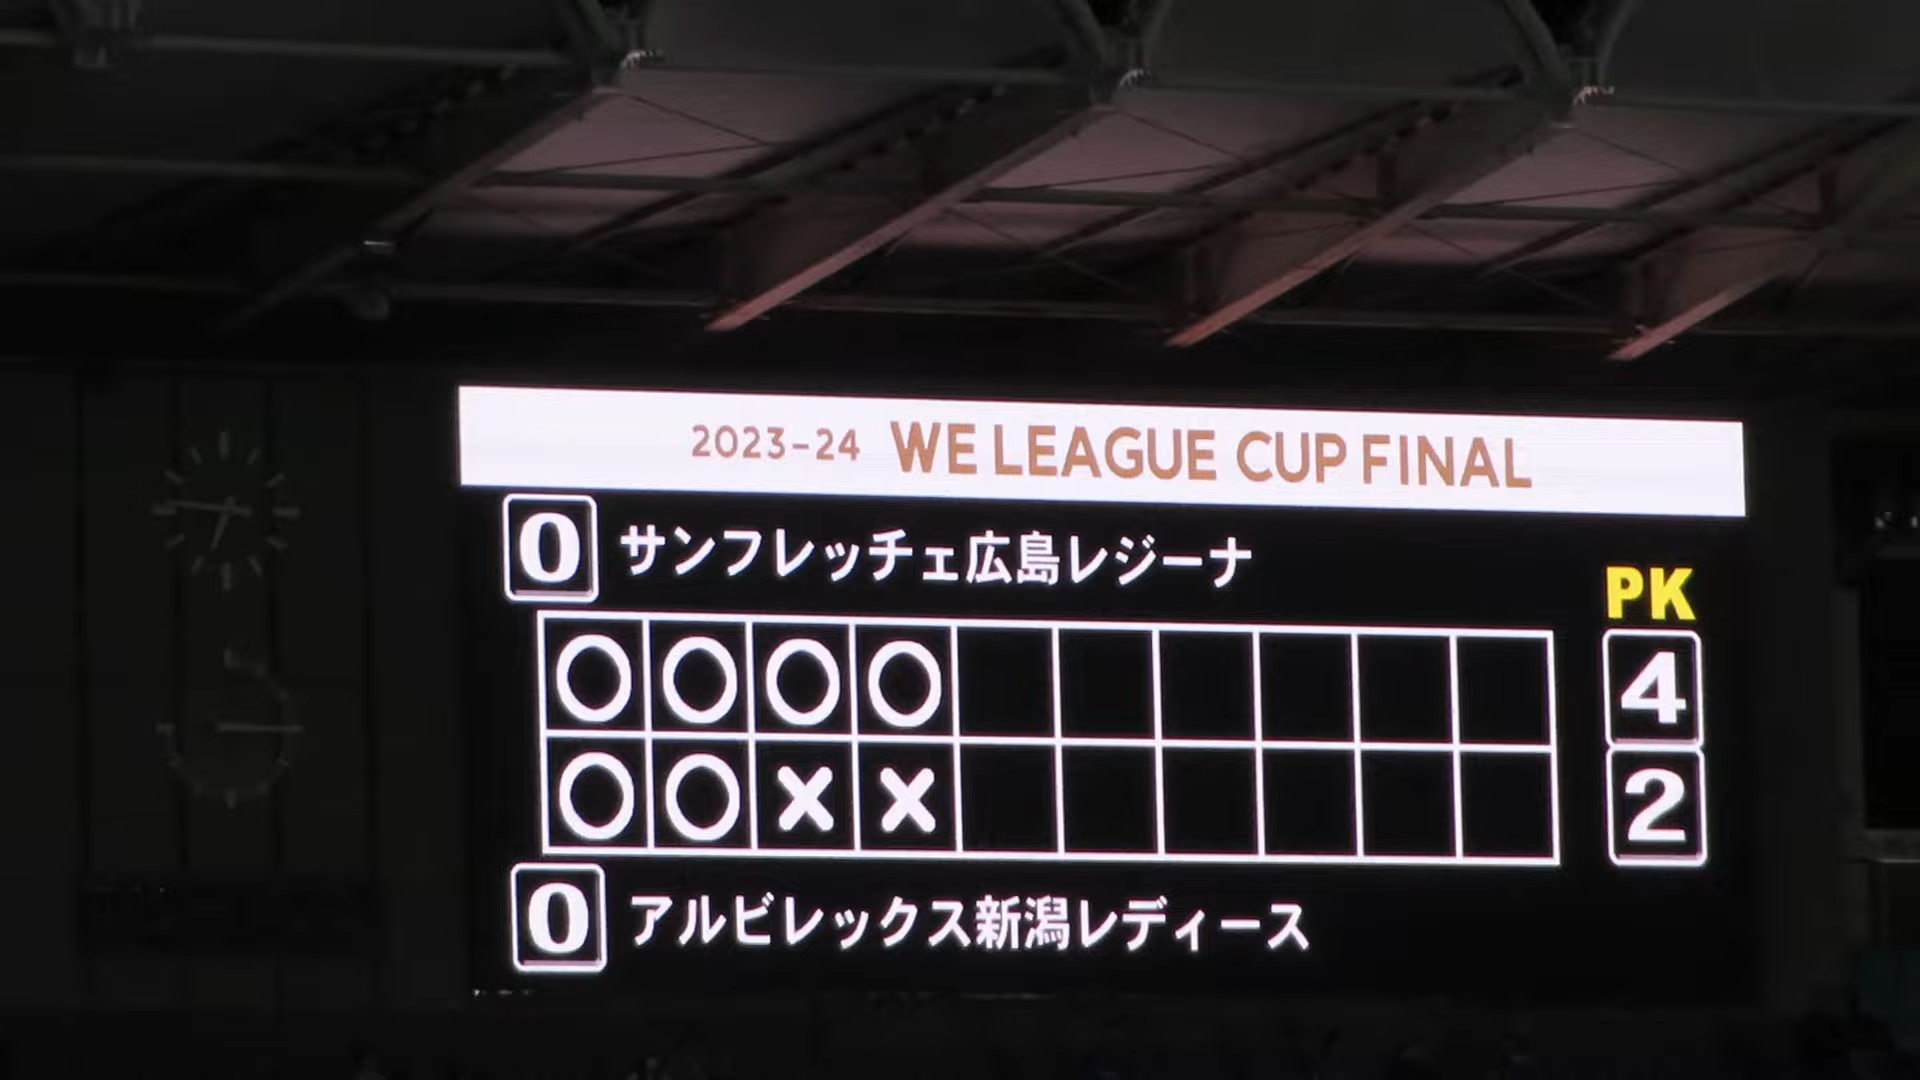 2023-24 WE LEAGUE CUP FINAL
0 サンフレッチェ広島レジーナ
PK
○ ○ ○ ○ 4
○ ○ × × 2
0 アルビレックス新潟レディース